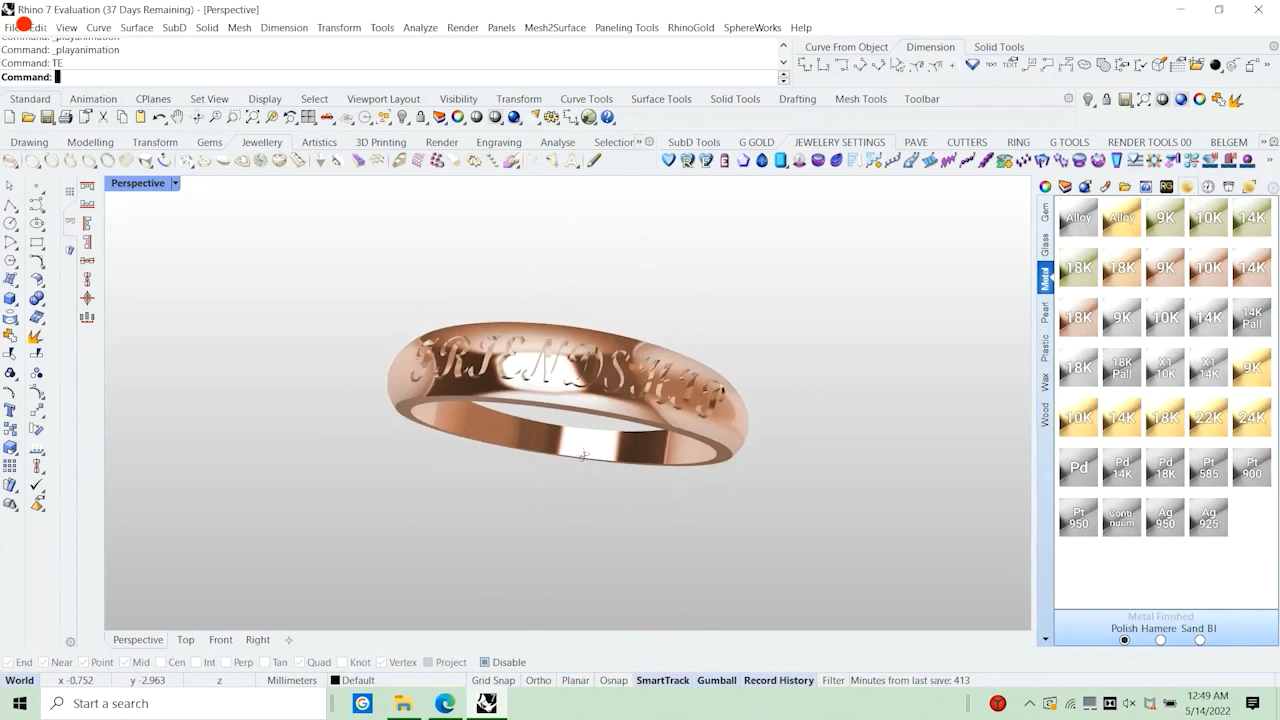 Rhino 7 Evaluation (37 Days Remaining) - [Perspective]
File Edit View Curve Surface SubD Solid Mesh Dimension Transform Tools Analyze Render Panels Mesh2Surface Paneling Tools RhinoGold SphereWorks Help
Command: _playanimation
Command: _playanimation
Command: TE
Command:
Curve From Object Dimension Solid Tools
Standard Animation CPlanes Set View Display Select Viewport Layout Visibility Transform Curve Tools Surface Tools Solid Tools Drafting Mesh Tools Toolbar
Drawing Modelling Transform Gems Jewellery Artistics 3D Printing Render Engraving Analyse Selection
SubD Tools G GOLD JEWELERY SETTINGS PAVE CUTTERS RING G TOOLS RENDER TOOLS 00 BELGEM
Perspective
FRIENDSHIP
Gem
Glass
Metal
Pearl
Plastic
Wax
Wood
Alloy Alloy 9K 10K 14K
18K 18K 9K 10K 14K
18K 9K 10K 14K 14K Pall
18K 18K Pall X1 10K X1 14K 9K
10K 14K 18K 22K 24K
Pd Pd 14K Pd 18K Pt 585 Pt 900
Pt 950 Conti- nuum Ag 950 Ag 925
Metal Finished
Polish Hamere Sand Bl
Perspective Top Front Right
End Near Point Mid Cen Int Perp Tan Quad Knot Vertex Project Disable
World x -0.752 y -2.963 z Millimeters Default Grid Snap Ortho Planar Osnap SmartTrack Gumball Record History Filter Minutes from last save: 413
Start a search
12:49 AM
5/14/2022